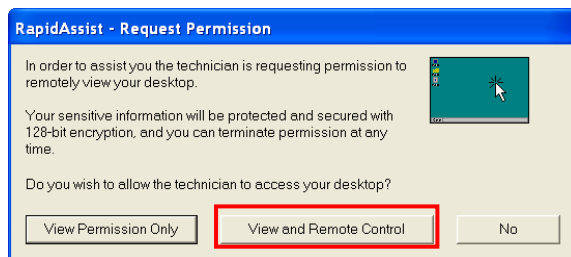 RapidAssist - Request Permission
In order to assist you the technician is requesting permission to
remotely view your desktop.
Your sensitive information will be protected and secured with
128-bit encryption, and you can terminate permission at any
time.
Do you wish to allow the technician to access your desktop?
View Permission Only
View and Remote Control
No